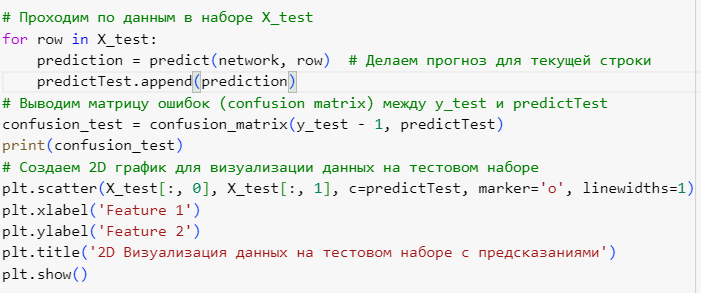 # Проходим по данным в наборе X_test
for row in X_test:
    prediction = predict(network, row)  # Делаем прогноз для текущей строки
    predictTest.append(prediction)
# Выводим матрицу ошибок (confusion matrix) между y_test и predictTest
confusion_test = confusion_matrix(y_test - 1, predictTest)
print(confusion_test)
# Создаем 2D график для визуализации данных на тестовом наборе
plt.scatter(X_test[:, 0], X_test[:, 1], c=predictTest, marker='o', linewidths=1)
plt.xlabel('Feature 1')
plt.ylabel('Feature 2')
plt.title('2D Визуализация данных на тестовом наборе с предсказаниями')
plt.show()